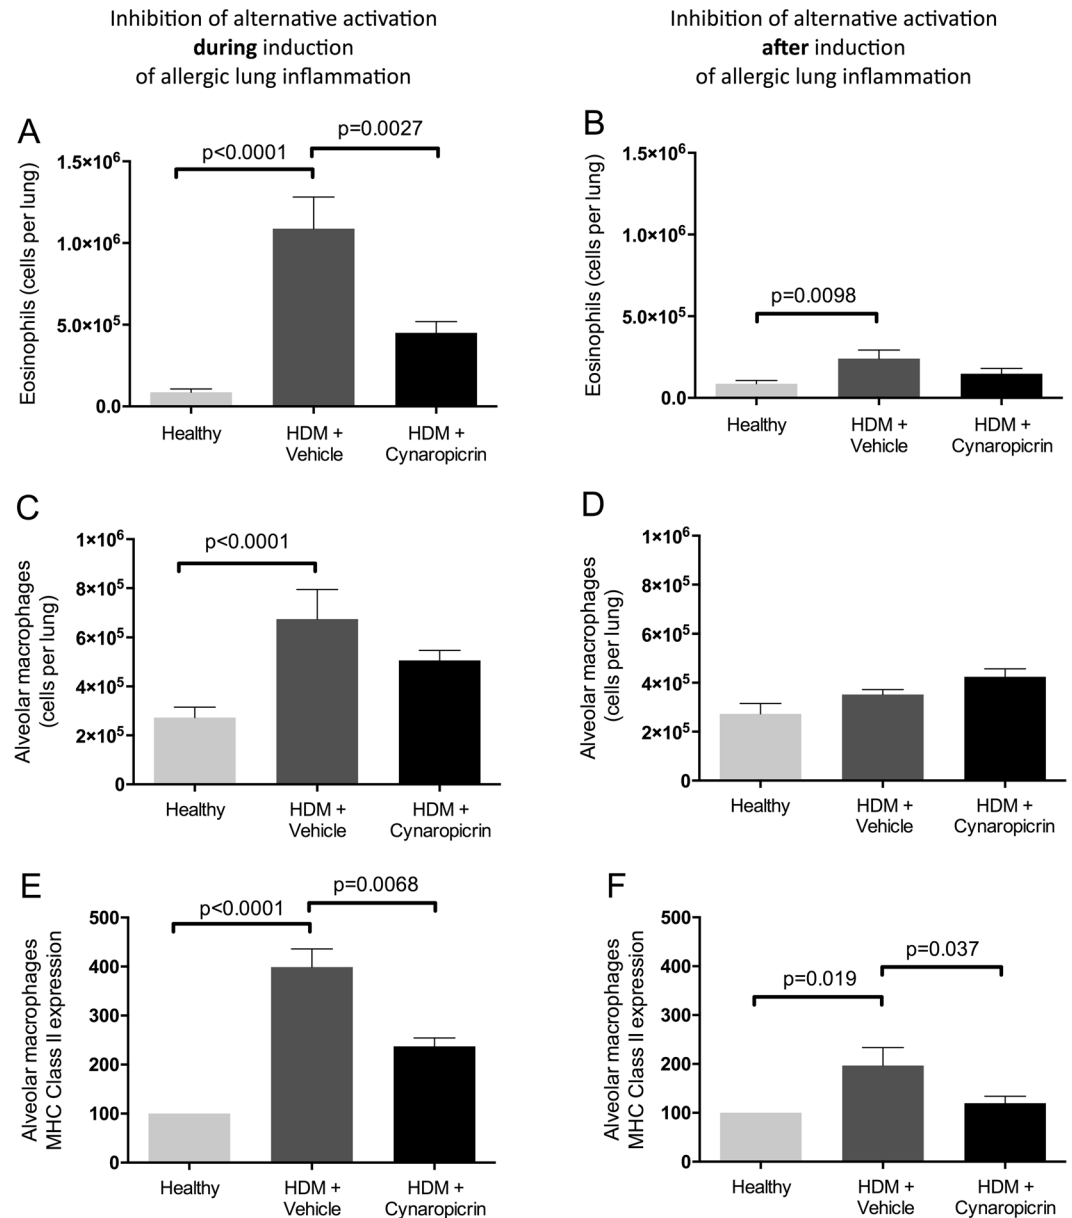 Inhibition of alternative activation
during induction
of allergic lung inflammation
Inhibition of alternative activation
after induction
of allergic lung inflammation
A
Eosinophils (cells per lung)
1.5×10⁶
1.0×10⁶
5.0×10⁵
0.0
p<0.0001
p=0.0027
Healthy
HDM +
Vehicle
HDM +
Cynaropicrin
B
Eosinophils (cells per lung)
1.5×10⁶
1.0×10⁶
5.0×10⁵
0.0
p=0.0098
Healthy
HDM +
Vehicle
HDM +
Cynaropicrin
C
Alveolar macrophages
(cells per lung)
1×10⁶
8×10⁵
6×10⁵
4×10⁵
2×10⁵
0
p<0.0001
Healthy
HDM +
Vehicle
HDM +
Cynaropicrin
D
Alveolar macrophages
(cells per lung)
1×10⁶
8×10⁵
6×10⁵
4×10⁵
2×10⁵
0
Healthy
HDM +
Vehicle
HDM +
Cynaropicrin
E
Alveolar macrophages
MHC Class II expression
500
400
300
200
100
0
p<0.0001
p=0.0068
Healthy
HDM +
Vehicle
HDM +
Cynaropicrin
F
Alveolar macrophages
MHC Class II expression
500
400
300
200
100
0
p=0.019
p=0.037
Healthy
HDM +
Vehicle
HDM +
Cynaropicrin